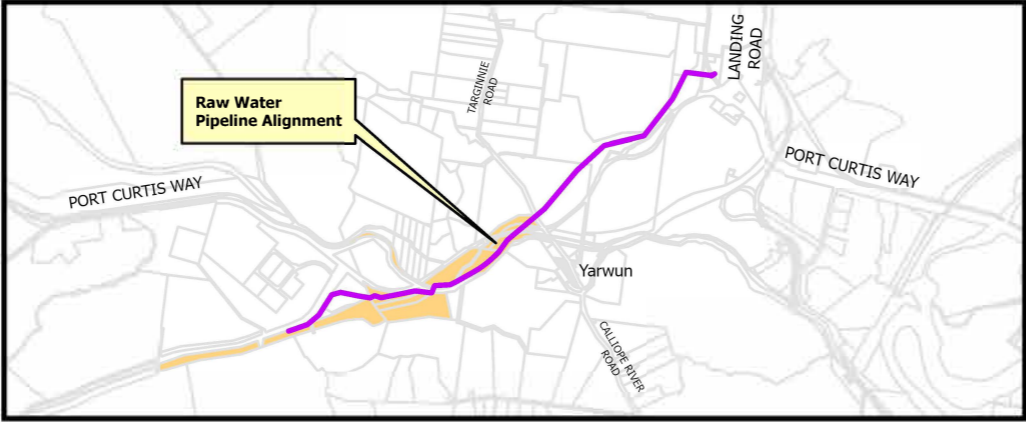 LANDING
ROAD
TARGINNIE
ROAD
Raw Water
Pipeline Alignment
PORT CURTIS WAY
PORT CURTIS WAY
Yarwun
CALLIOPE RIVER
ROAD